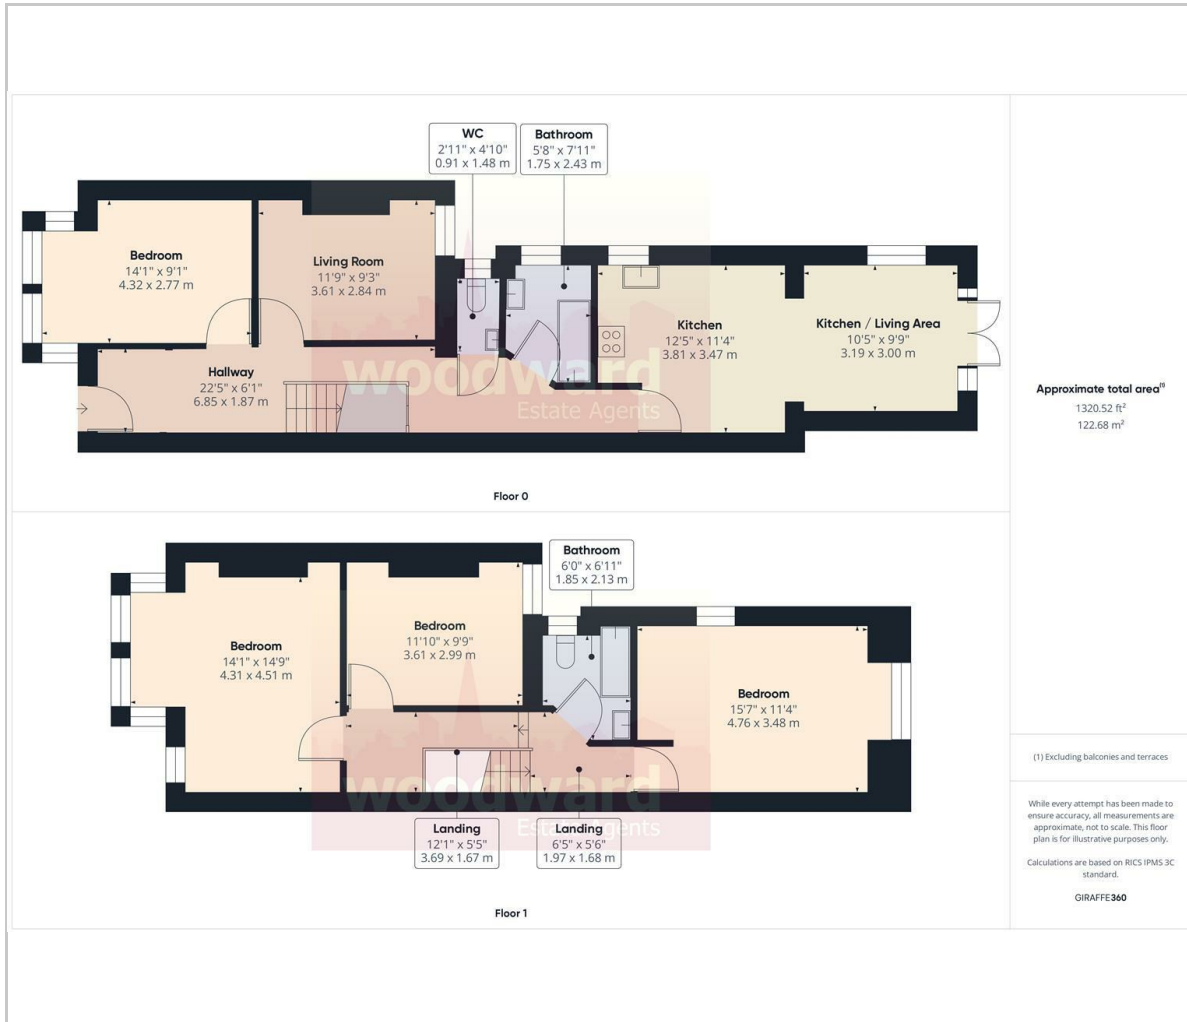 WC
2'11" x 4'10"
0.91 x 1.48 m
Bathroom
5'8" x 7'11"
1.75 x 2.43 m
Bedroom
14'1" x 9'1"
4.32 x 2.77 m
Living Room
11'9" x 9'3"
3.61 x 2.84 m
Kitchen
12'5" x 11'4"
3.81 x 3.47 m
Kitchen / Living Area
10'5" x 9'9"
3.19 x 3.00 m
Hallway
22'5" x 6'1"
6.85 x 1.87 m
woodward
Estate Agents
Floor 0
Bathroom
6'0" x 6'11"
1.85 x 2.13 m
Bedroom
14'1" x 14'9"
4.31 x 4.51 m
Bedroom
11'10" x 9'9"
3.61 x 2.99 m
Bedroom
15'7" x 11'4"
4.76 x 3.48 m
woodward
Estate Agents
Landing
12'1" x 5'5"
3.69 x 1.67 m
Landing
6'5" x 5'6"
1.97 x 1.68 m
Floor 1
Approximate total area(1)
1320.52 ft²
122.68 m²
(1) Excluding balconies and terraces
While every attempt has been made to
ensure accuracy, all measurements are
approximate, not to scale. This floor
plan is for illustrative purposes only.
Calculations are based on RICS IPMS 3C
standard.
GIRAFFE360